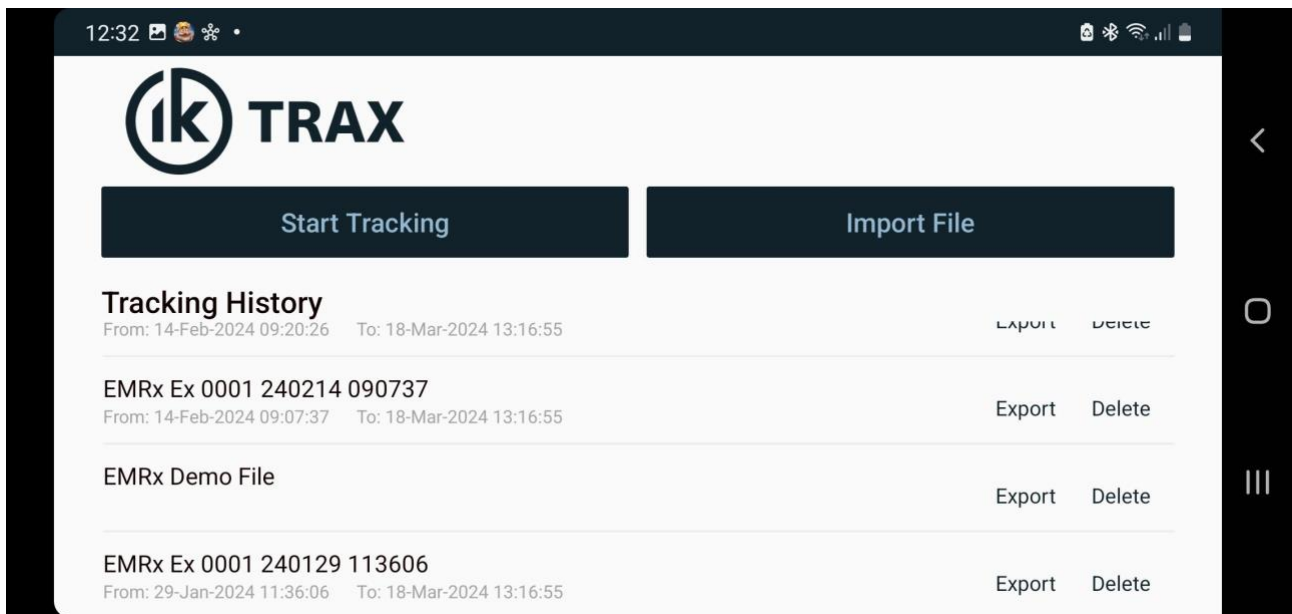 12:32
ik TRAX
Start Tracking
Import File
Tracking History
From: 14-Feb-2024 09:20:26 To: 18-Mar-2024 13:16:55
Export Delete
EMRx Ex 0001 240214 090737
From: 14-Feb-2024 09:07:37 To: 18-Mar-2024 13:16:55
Export Delete
EMRx Demo File
Export Delete
EMRx Ex 0001 240129 113606
From: 29-Jan-2024 11:36:06 To: 18-Mar-2024 13:16:55
Export Delete